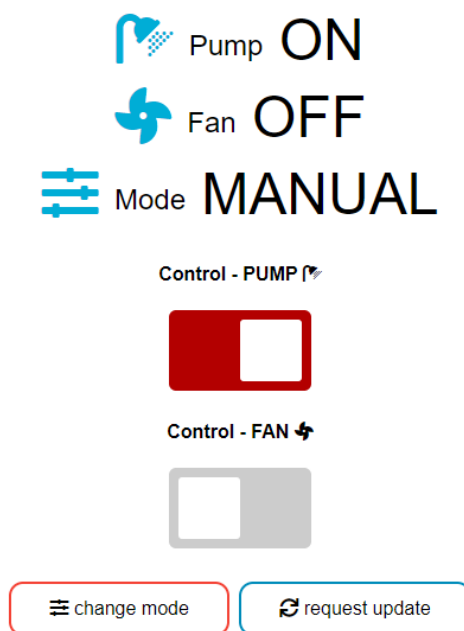 Pump ON
Fan OFF
Mode MANUAL
Control - PUMP
Control - FAN
change mode
request update